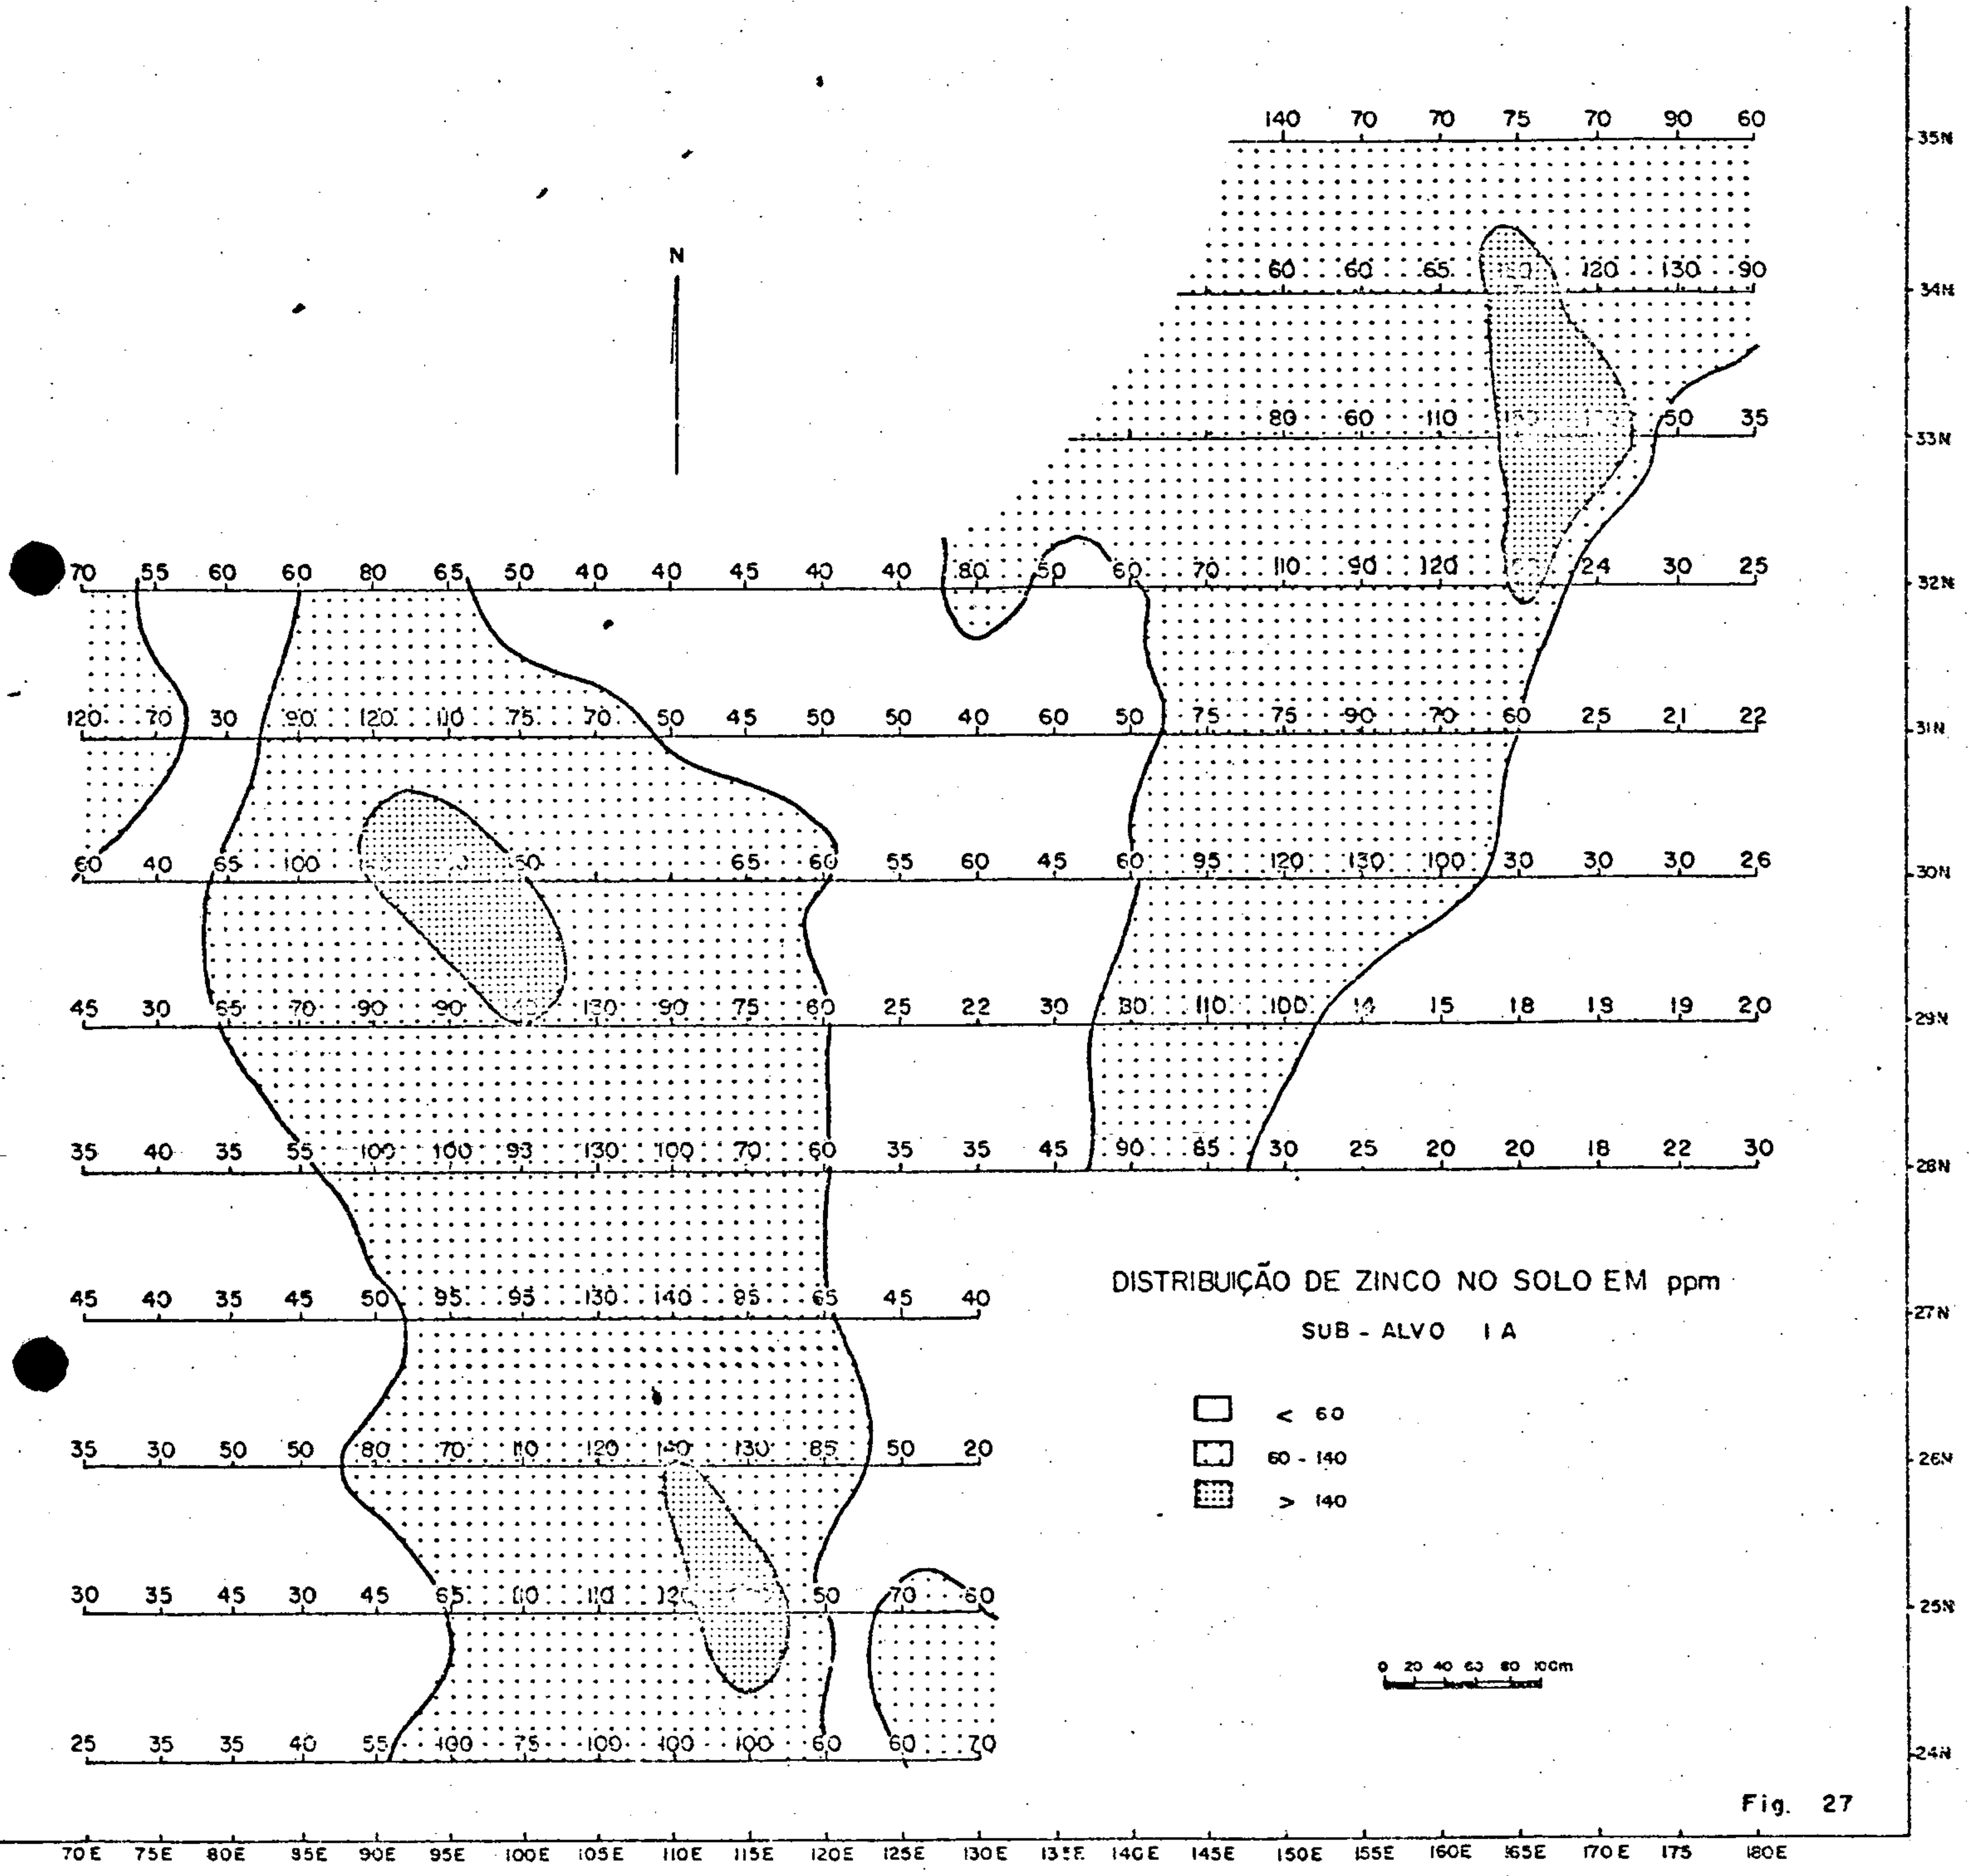 140 70 70 75 70 90 60
35N
N
60 60 65 120 130 90
34N
80 60 110 50 35
33N
70 55 60 60 80 65 50 40 40 45 40 40 80 50 60 70 110 90 120 24 30 25
32N
120 70 30 90 120 110 75 70 50 45 50 50 40 60 50 75 75 90 70 60 25 21 22
31N
60 40 65 100 60 65 60 55 60 45 60 95 120 130 100 30 30 30 26
30N
45 30 65 70 90 90 130 90 75 60 25 22 30 80 110 100 14 15 18 18 19 20
29N
35 40 35 55 100 100 93 130 100 70 60 35 35 45 90 65 30 25 20 20 18 22 30
28N
45 40 35 45 50 95 95 130 140 85 65 45 40
27N
DISTRIBUIÇÃO DE ZINCO NO SOLO EM ppm
SUB - ALVO I A
< 60
60 - 140
> 140
35 30 50 50 80 70 110 120 140 130 85 50 20
26N
30 35 45 30 45 65 110 110 120 50 70 60
25N
0 20 40 60 80 100m
25 35 35 40 55 100 75 100 100 100 60 60 70
24N
Fig. 27
70E 75E 80E 85E 90E 95E 100E 105E 110E 115E 120E 125E 130E 135E 140E 145E 150E 155E 160E 165E 170E 175 180E